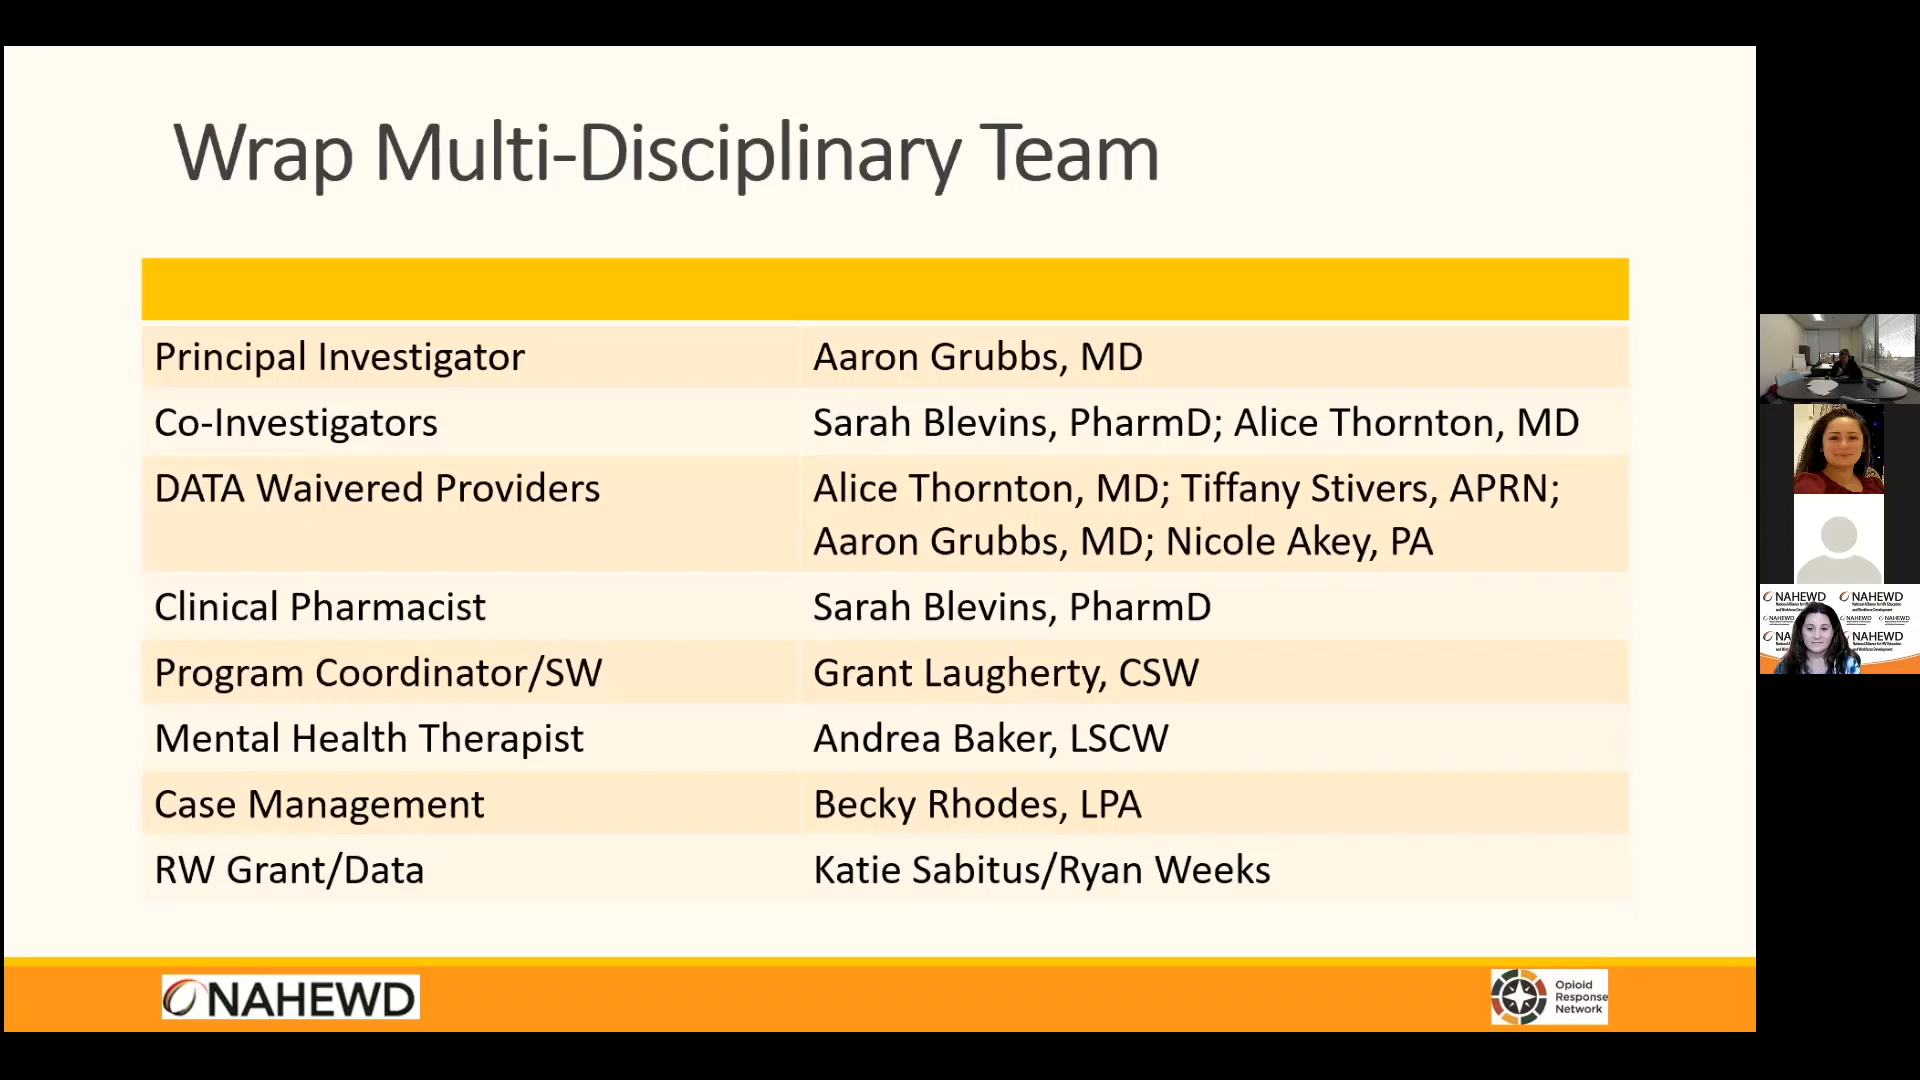 Wrap Multi-Disciplinary Team
Principal Investigator
Aaron Grubbs, MD
Co-Investigators
Sarah Blevins, PharmD; Alice Thornton, MD
DATA Waivered Providers
Alice Thornton, MD; Tiffany Stivers, APRN;
Aaron Grubbs, MD; Nicole Akey, PA
Clinical Pharmacist
Sarah Blevins, PharmD
Program Coordinator/SW
Grant Laugherty, CSW
Mental Health Therapist
Andrea Baker, LSCW
Case Management
Becky Rhodes, LPA
RW Grant/Data
Katie Sabitus/Ryan Weeks
NAHEWD
Opioid
Response
Network
NAHEWD
NAHEWD
NAHEWD